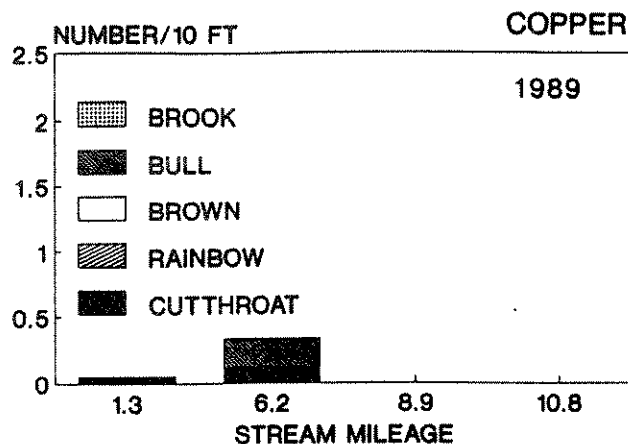 COPPER
NUMBER/10 FT
1989
2.5
2
1.5
1
0.5
0
BROOK
BULL
BROWN
RAINBOW
CUTTHROAT
1.3 6.2 8.9 10.8
STREAM MILEAGE